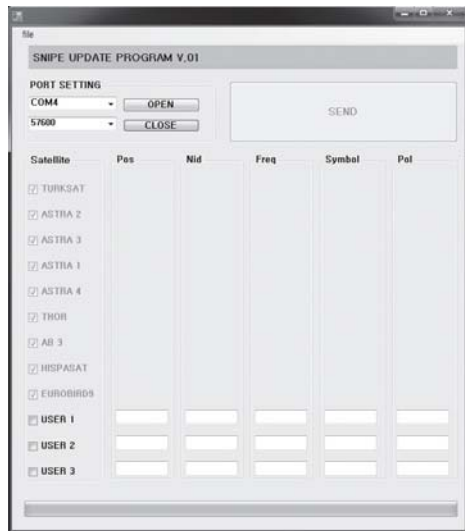 file
SNIPE UPDATE PROGRAM V.01
PORT SETTING
COM4
OPEN
57600
CLOSE
SEND
Satellite Pos Nid Freq Symbol Pol
TURKSAT
ASTRA 2
ASTRA 3
ASTRA 1
ASTRA 4
THOR
AB 3
HISPASAT
EUROBIRD9
USER 1
USER 2
USER 3